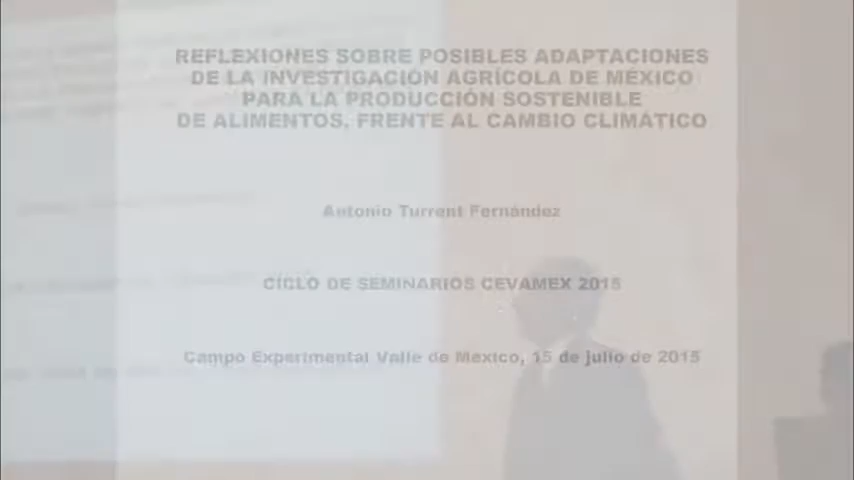 REFLEXIONES SOBRE POSIBLES ADAPTACIONES
DE LA INVESTIGACIÓN AGRÍCOLA DE MÉXICO
PARA LA PRODUCCIÓN SOSTENIBLE
DE ALIMENTOS, FRENTE AL CAMBIO CLIMÁTICO
Antonio Turrent Fernández
CICLO DE SEMINARIOS CEVAMEX 2015
Campo Experimental Valle de México, 15 de julio de 2015